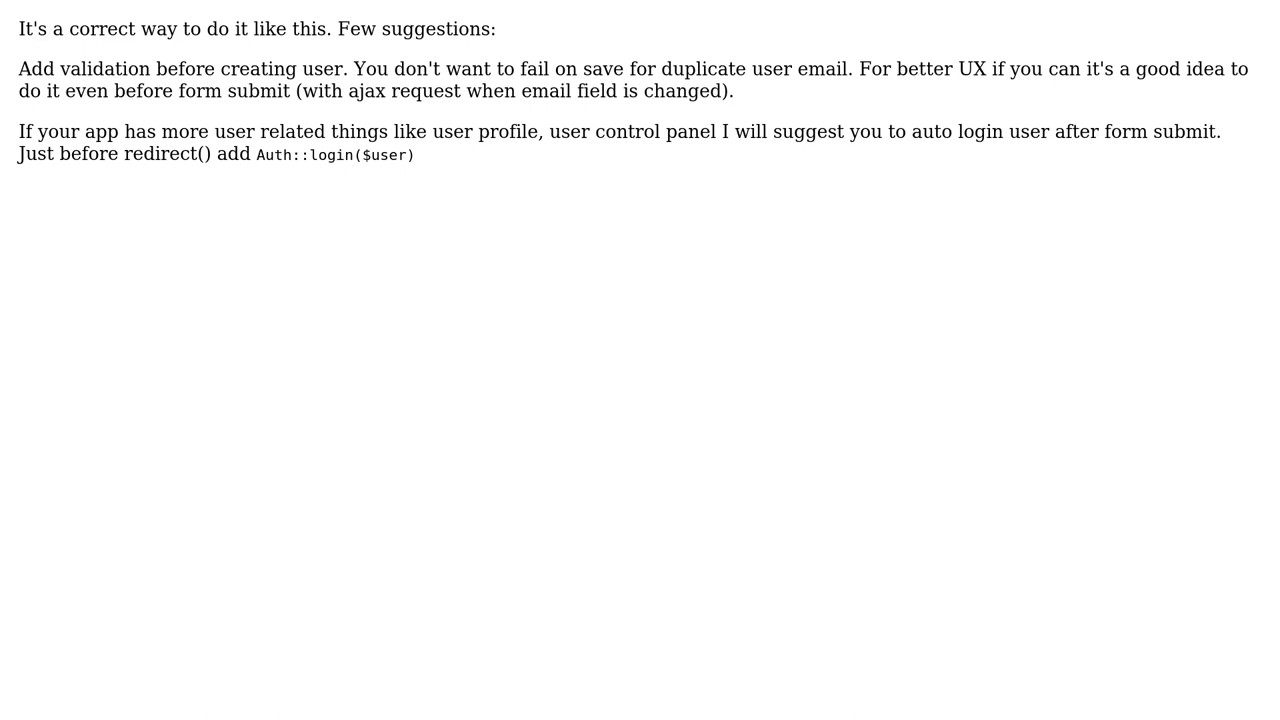 It's a correct way to do it like this. Few suggestions:
Add validation before creating user. You don't want to fail on save for duplicate user email. For better UX if you can it's a good idea to
do it even before form submit (with ajax request when email field is changed).
If your app has more user related things like user profile, user control panel I will suggest you to auto login user after form submit.
Just before redirect() add Auth::login($user)